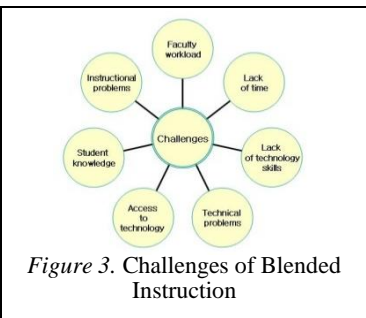 Faculty
workload
Lack
of time
Lack
of technology
skills
Technical
problems
Access
to
technology
Student
knowledge
Instructional
problems
Challenges
Figure 3. Challenges of Blended
Instruction